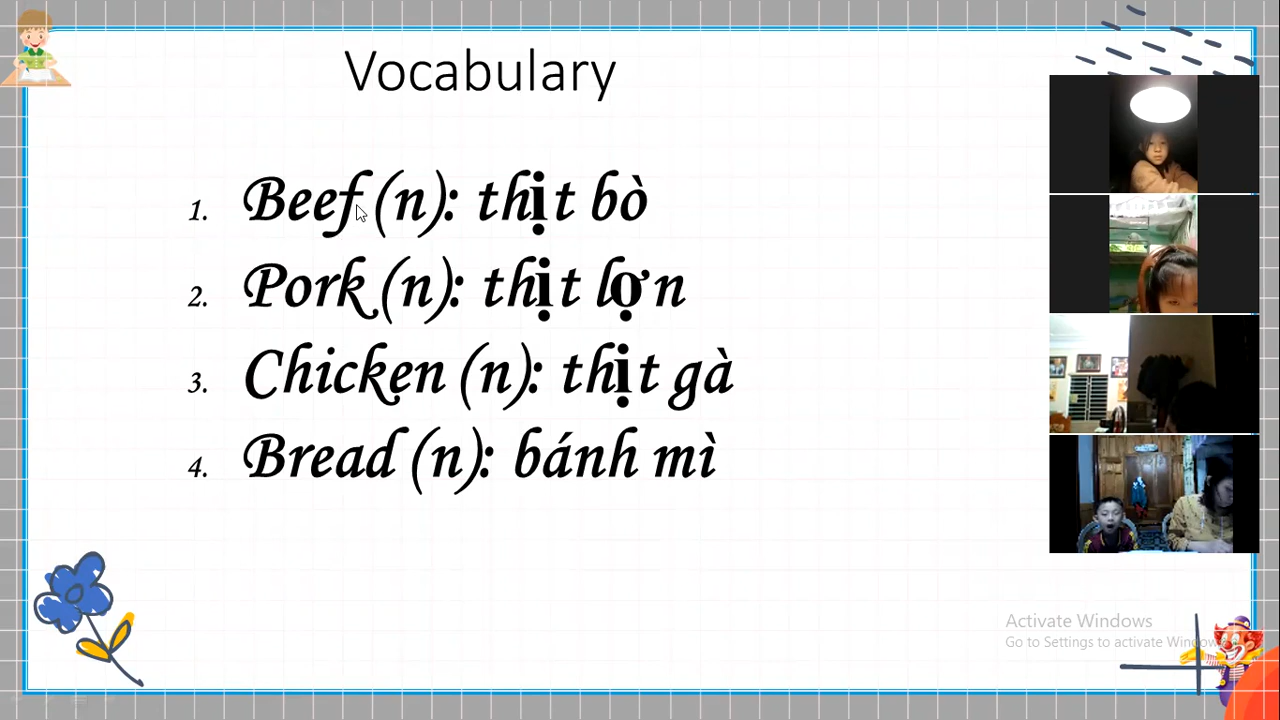 Vocabulary
1. Beef (n): thịt bò
2. Pork (n): thịt lợn
3. Chicken (n): thịt gà
4. Bread (n): bánh mì
Activate Windows
Go to Settings to activate Windows